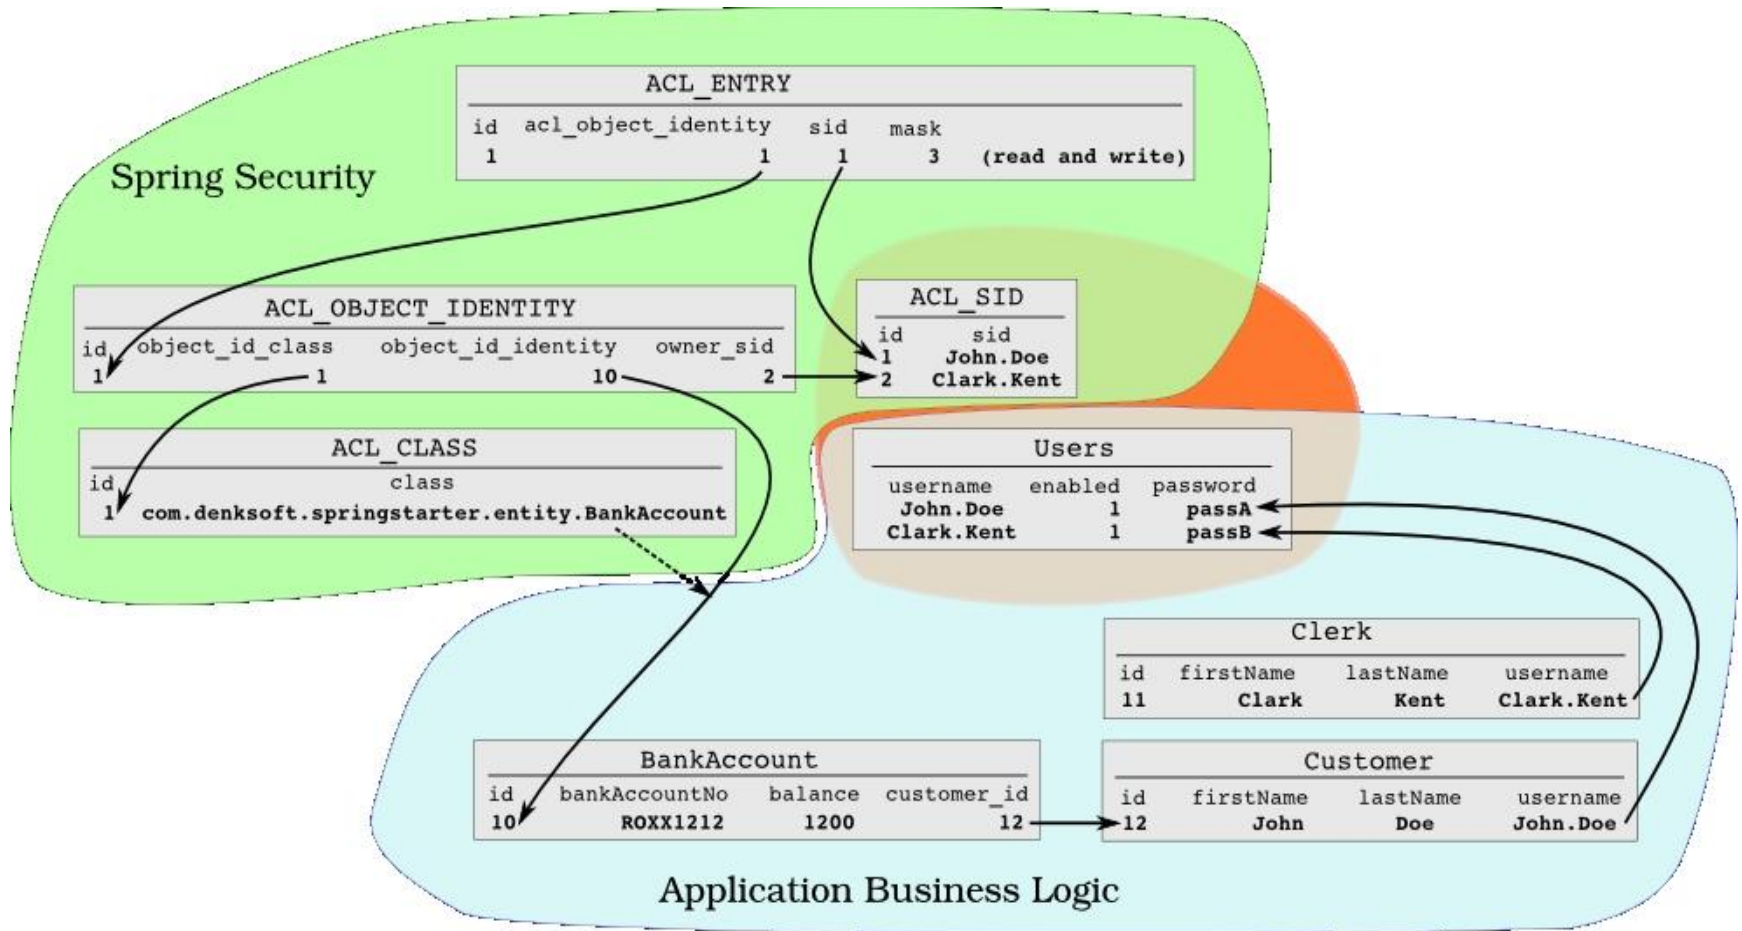 ACL_ENTRY
id acl_object_identity sid mask
1 1 1 3 (read and write)
Spring Security
ACL_OBJECT_IDENTITY
id object_id_class object_id_identity owner_sid
1 1 10 2
ACL_SID
id sid
1 John.Doe
2 Clark.Kent
ACL_CLASS
id class
1 com.denksoft.springstarter.entity.BankAccount
Users
username enabled password
John.Doe 1 passA
Clark.Kent 1 passB
Clerk
id firstName lastName username
11 Clark Kent Clark.Kent
BankAccount
id bankAccountNo balance customer_id
10 ROXX1212 1200 12
Customer
id firstName lastName username
12 John Doe John.Doe
Application Business Logic